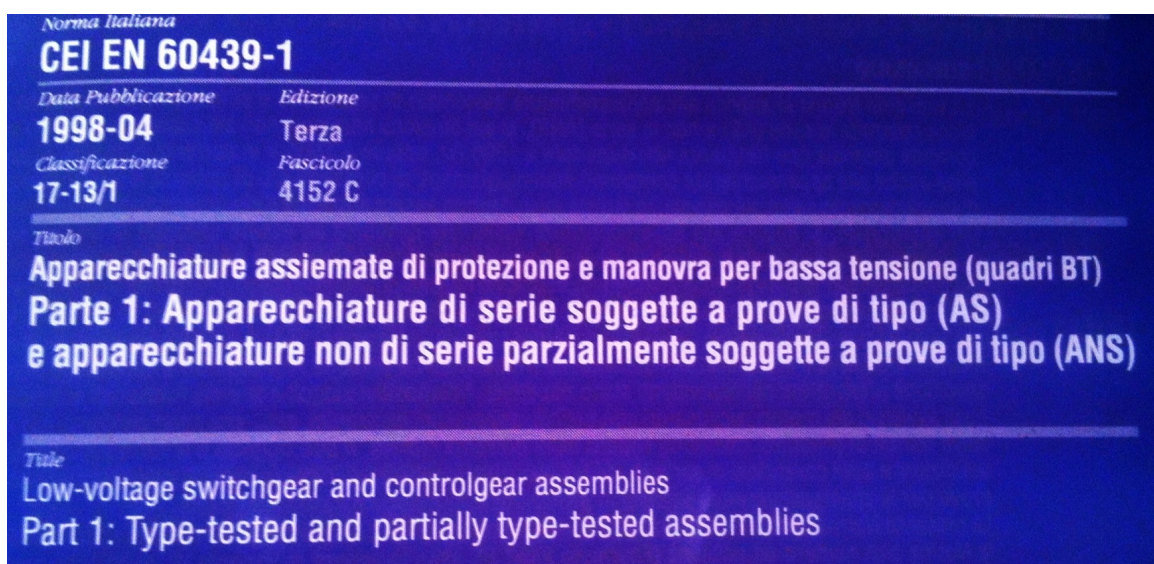 Norma Italiana
CEI EN 60439-1
Data Pubblicazione Edizione
1998-04 Terza
Classificazione Fascicolo
17-13/1 4152 C
Titolo
Apparecchiature assiemate di protezione e manovra per bassa tensione (quadri BT)
Parte 1: Apparecchiature di serie soggette a prove di tipo (AS)
e apparecchiature non di serie parzialmente soggette a prove di tipo (ANS)
Title
Low-voltage switchgear and controlgear assemblies
Part 1: Type-tested and partially type-tested assemblies